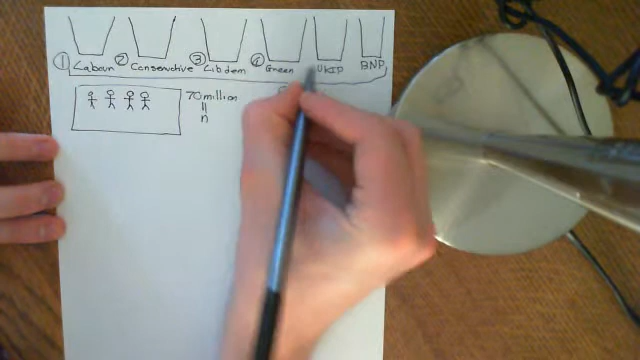 ① Labour ② Conservative ③ Lib dem ④ Green UKIP BNP
70 million
=
n